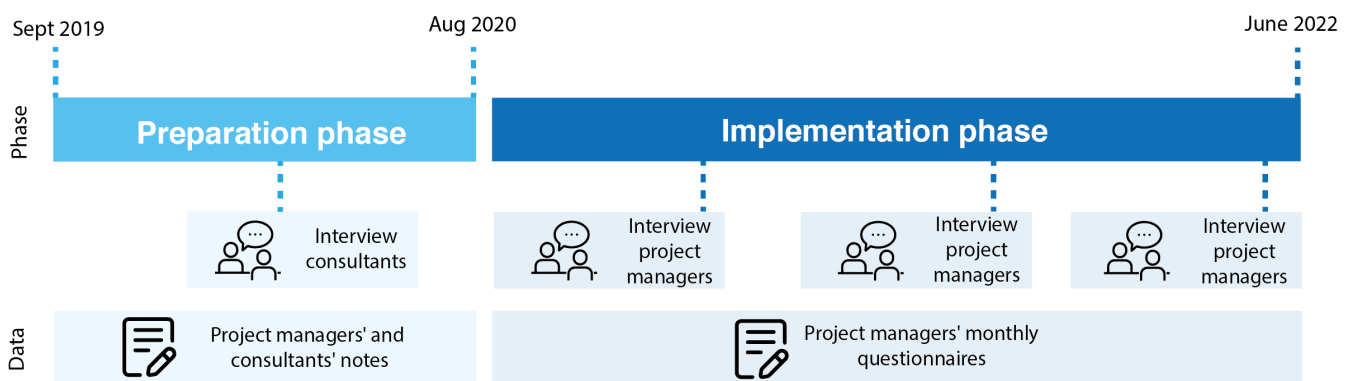 Sept 2019
Aug 2020
June 2022
Phase
Preparation phase
Implementation phase
Interview
consultants
Interview
project
managers
Interview
project
managers
Interview
project
managers
Data
Project managers' and
consultants' notes
Project managers' monthly
questionnaires